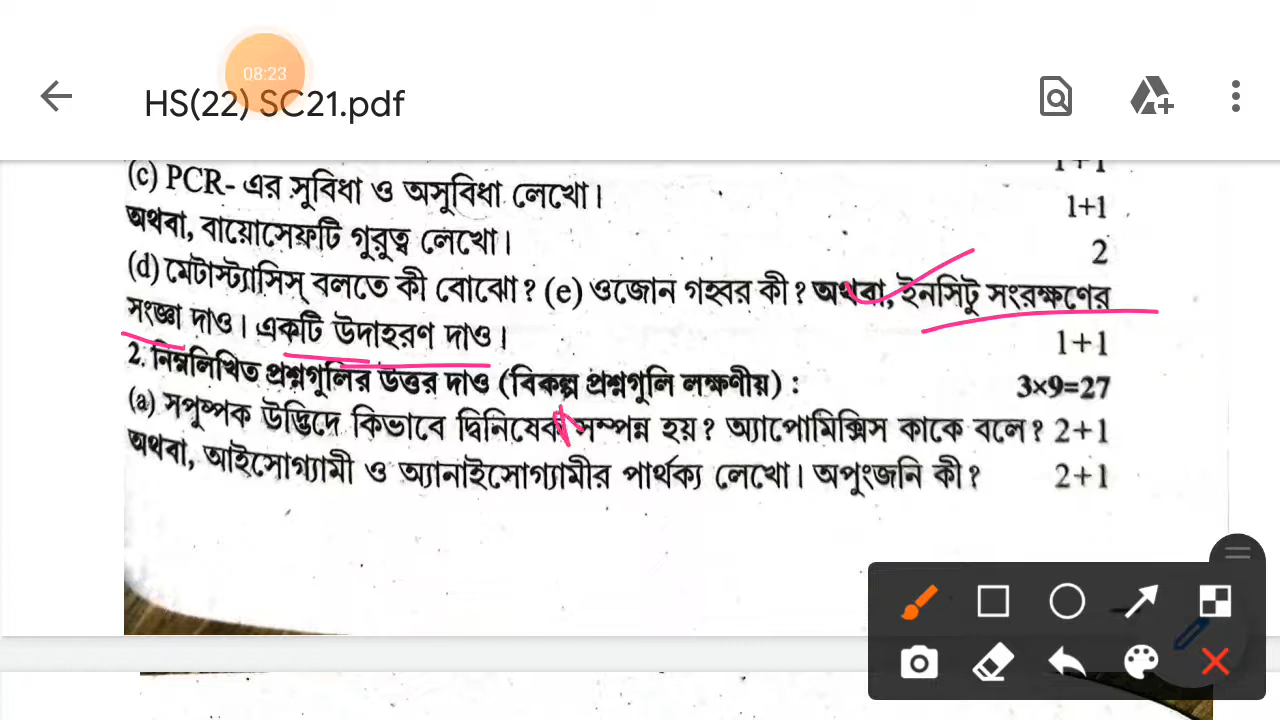 08:23
HS(22) SC21.pdf
1+1
(c) PCR- এর সুবিধা ও অসুবিধা লেখো। 1+1
অথবা, বায়োসেফটি গুরুত্ব লেখো। 2
(d) মেটাস্ট্যাসিস্ বলতে কী বোঝো? (e) ওজোন গহ্বর কী? অথবা, ইনসিটু সংরক্ষণের
সংজ্ঞা দাও। একটি উদাহরণ দাও। 1+1
2. নিম্নলিখিত প্রশ্নগুলির উত্তর দাও (বিকল্প প্রশ্নগুলি লক্ষণীয়) : 3×9=27
(a) সপুষ্পক উদ্ভিদে কিভাবে দ্বিনিষেক সম্পন্ন হয়? অ্যাপোমিক্সিস কাকে বলে? 2+1
অথবা, আইসোগ্যামী ও অ্যানাইসোগ্যামীর পার্থক্য লেখো। অপুংজনি কী? 2+1